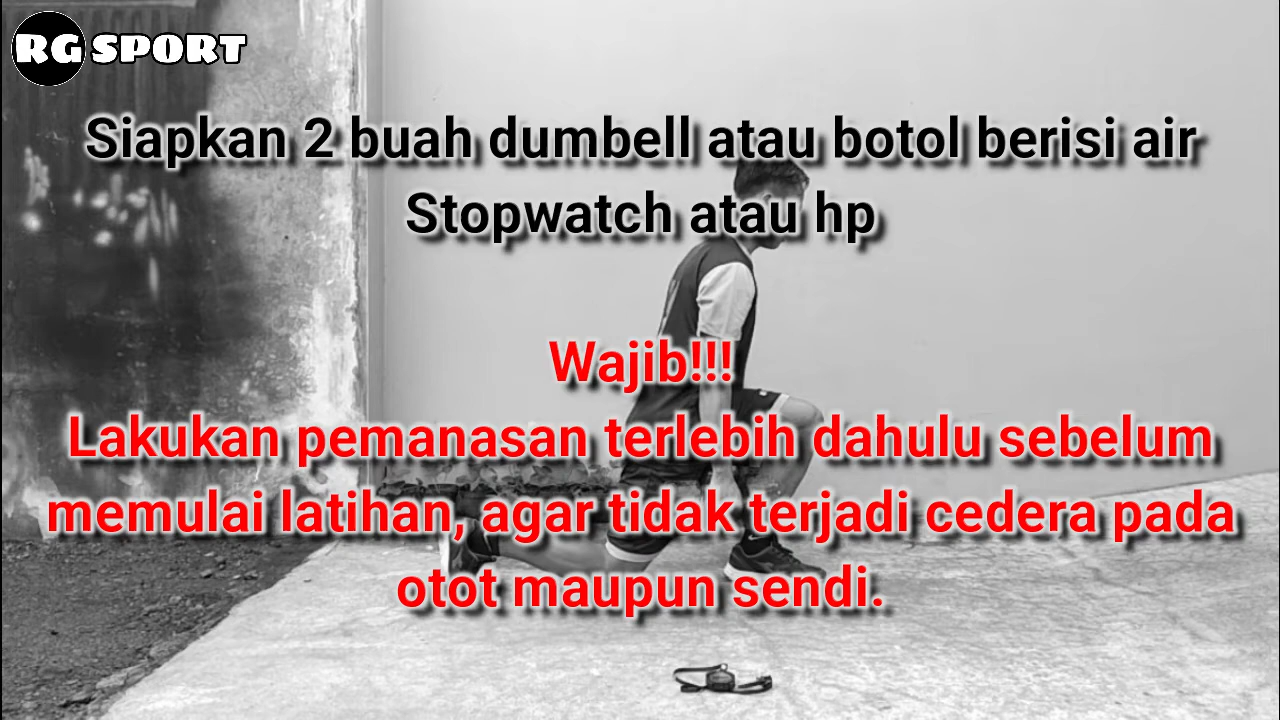 RG SPORT
Siapkan 2 buah dumbell atau botol berisi air
Stopwatch atau hp
Wajib!!!
Lakukan pemanasan terlebih dahulu sebelum
memulai latihan, agar tidak terjadi cedera pada
otot maupun sendi.